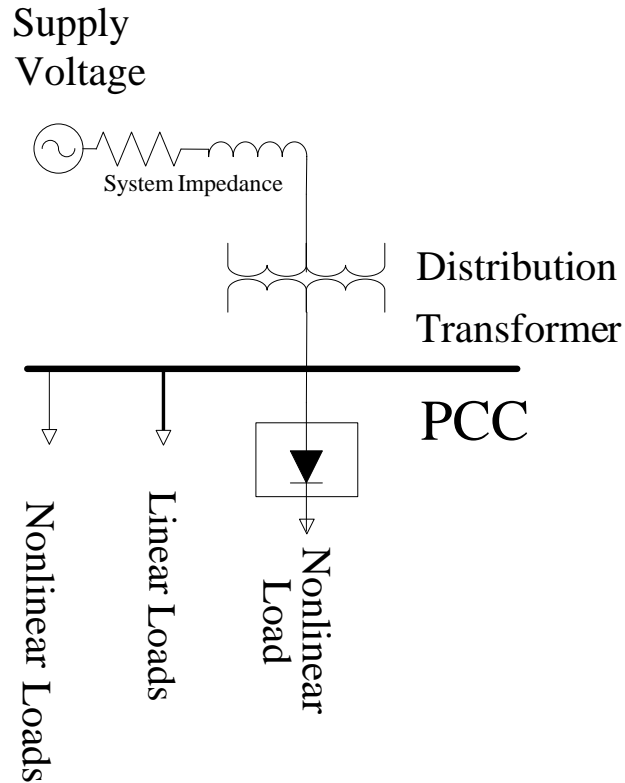 Supply
Voltage
System Impedance
Distribution
Transformer
PCC
Nonlinear Loads
Linear Loads
Nonlinear
Load